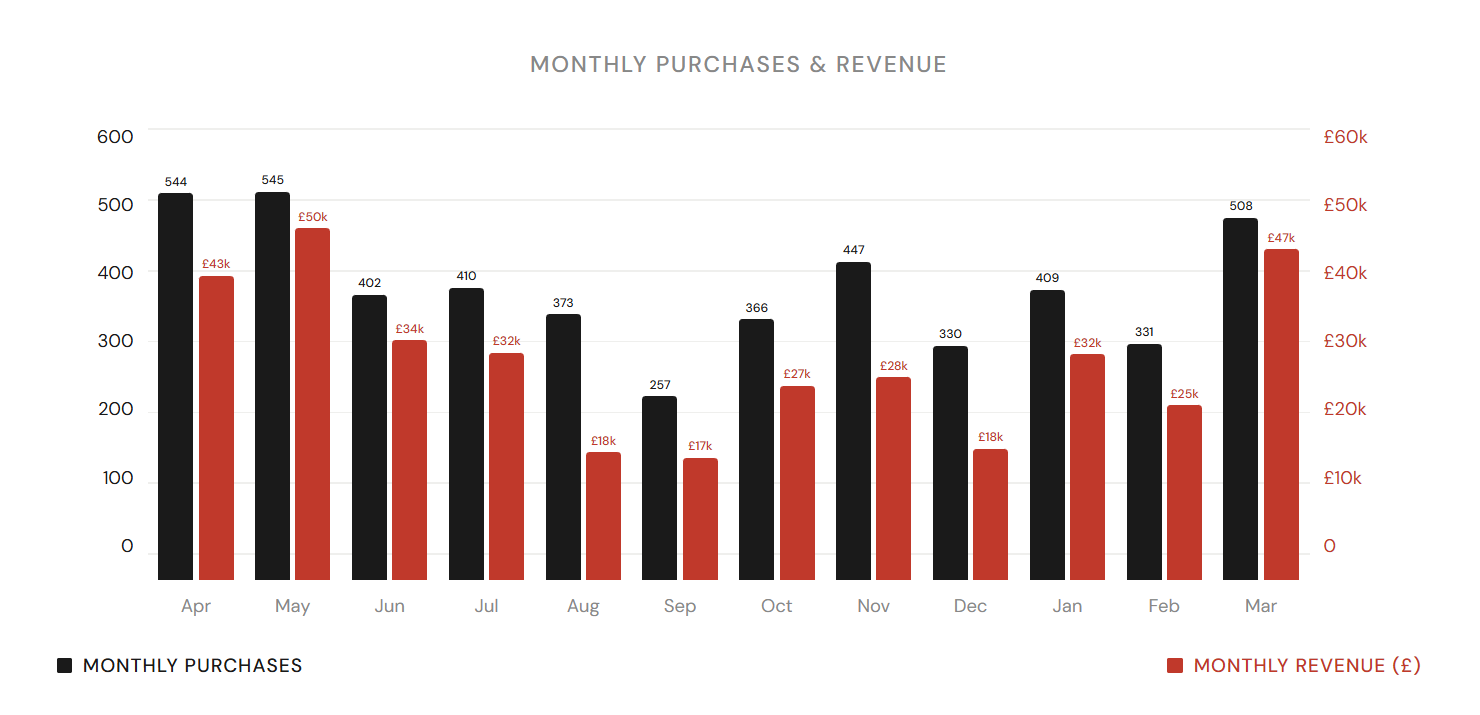 MONTHLY PURCHASES & REVENUE
600 £60k
544 545
500 £50k
£50k 508
£43k £47k
447
400 £40k
402 410 409
373 366
£34k £32k 330 £32k 331
300 £30k
£27k £28k
257 £25k
200 £20k
£18k £17k £18k
100 £10k
0 0
Apr May Jun Jul Aug Sep Oct Nov Dec Jan Feb Mar
MONTHLY PURCHASES MONTHLY REVENUE (£)